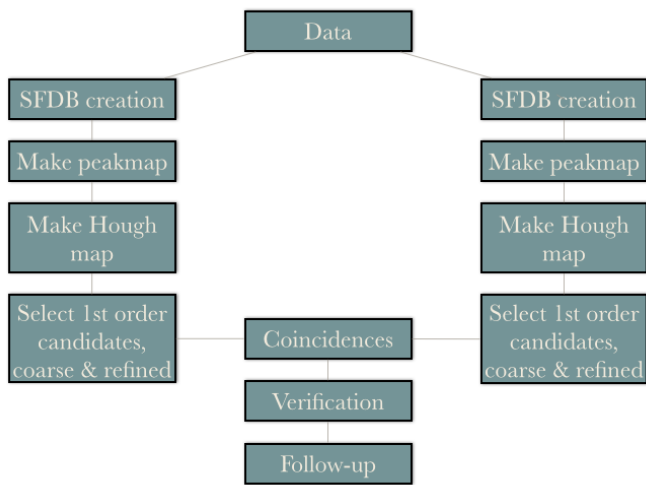 Data
SFDB creation
SFDB creation
Make peakmap
Make peakmap
Make Hough
map
Make Hough
map
Select 1st order
candidates,
coarse & refined
Coincidences
Select 1st order
candidates,
coarse & refined
Verification
Follow-up